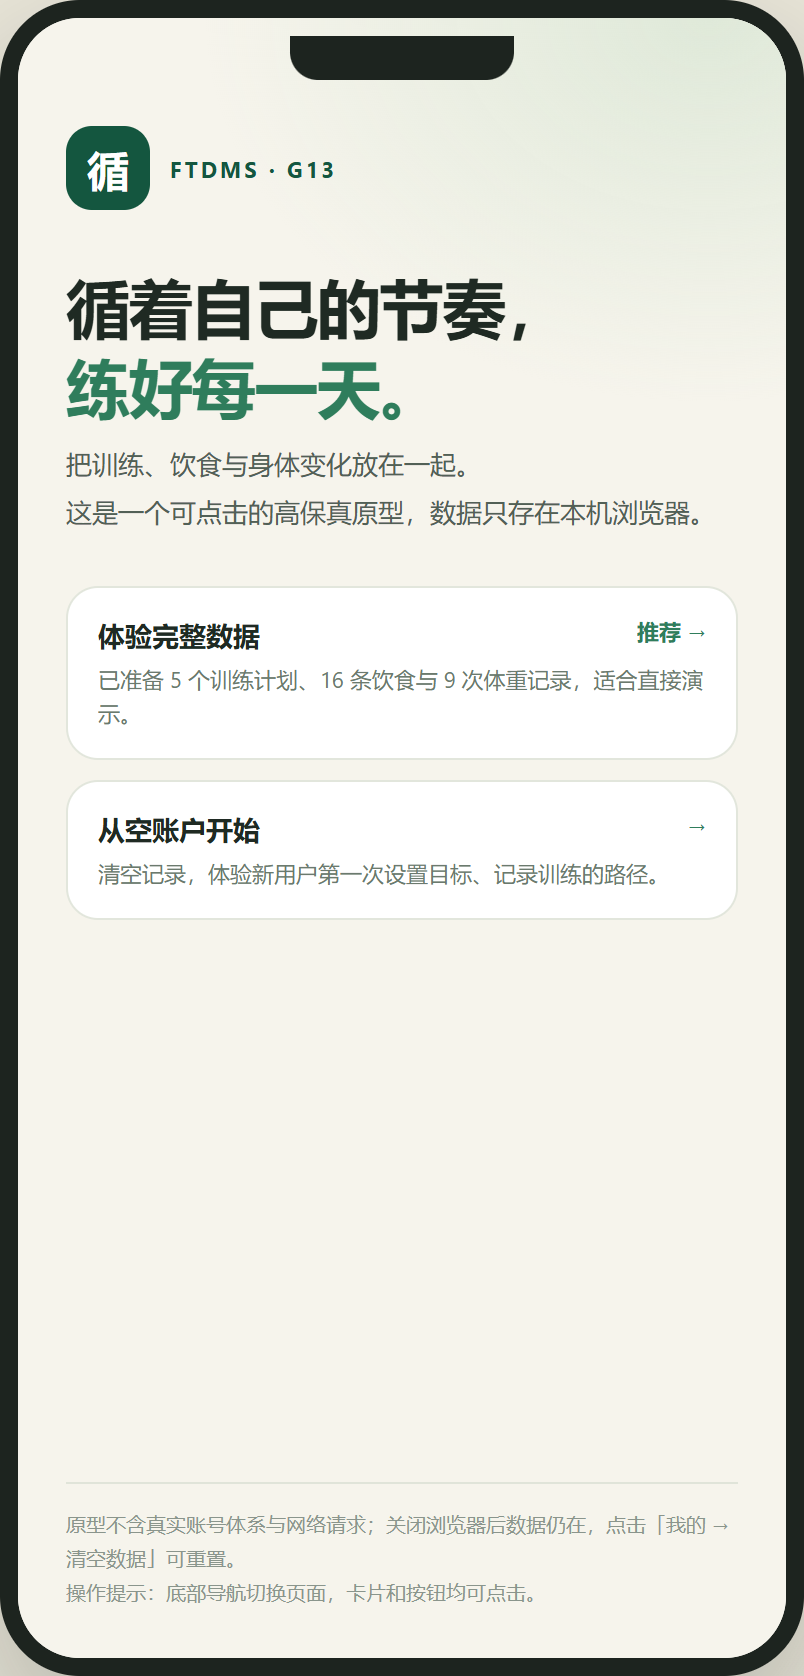 循
FTDMS · G13
循着自己的节奏，
练好每一天。
把训练、饮食与身体变化放在一起。
这是一个可点击的高保真原型，数据只存在本机浏览器。
体验完整数据
推荐 →
已准备 5 个训练计划、16 条饮食与 9 次体重记录，适合直接演
示。
从空账户开始
→
清空记录，体验新用户第一次设置目标、记录训练的路径。
原型不含真实账号体系与网络请求；关闭浏览器后数据仍在，点击「我的 →
清空数据」可重置。
操作提示：底部导航切换页面，卡片和按钮均可点击。